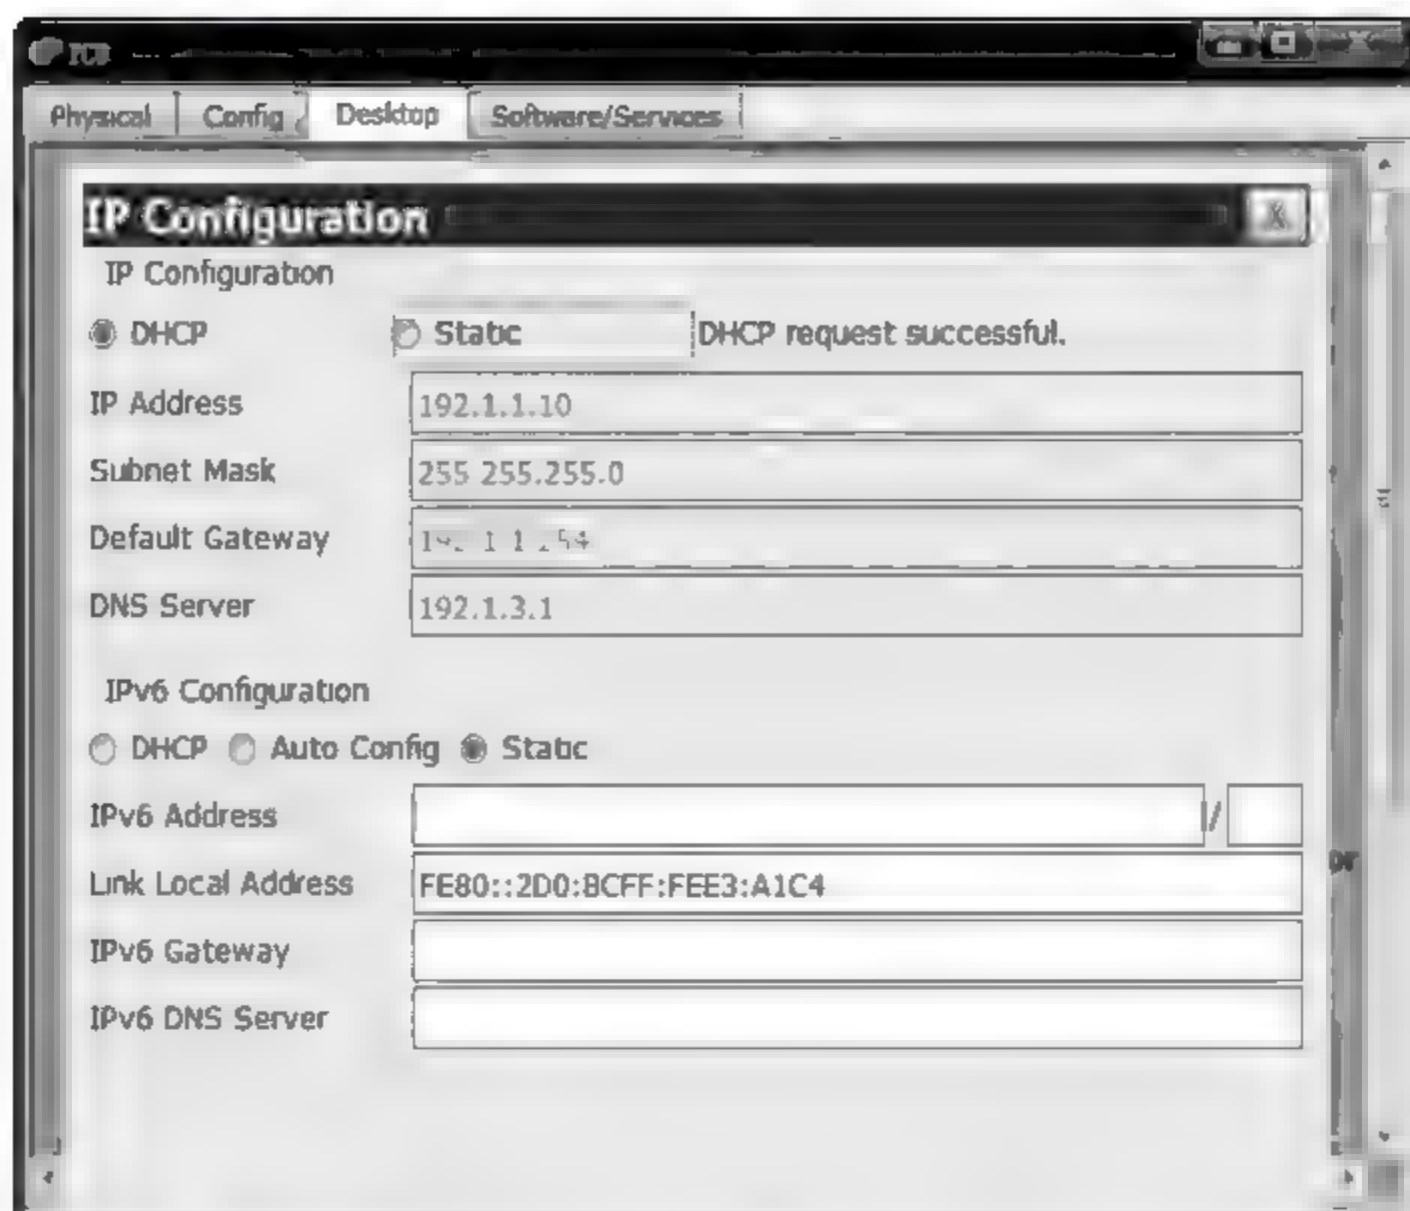 Physical Config Desktop Software/Services
IP Configuration X
IP Configuration
DHCP Static DHCP request successful.
IP Address 192.1.1.10
Subnet Mask 255 255.255.0
Default Gateway
DNS Server 192.1.3.1
IPv6 Configuration
DHCP Auto Config Static
IPv6 Address /
Link Local Address FE80::2D0:BCFF:FEE3:A1C4
IPv6 Gateway
IPv6 DNS Server